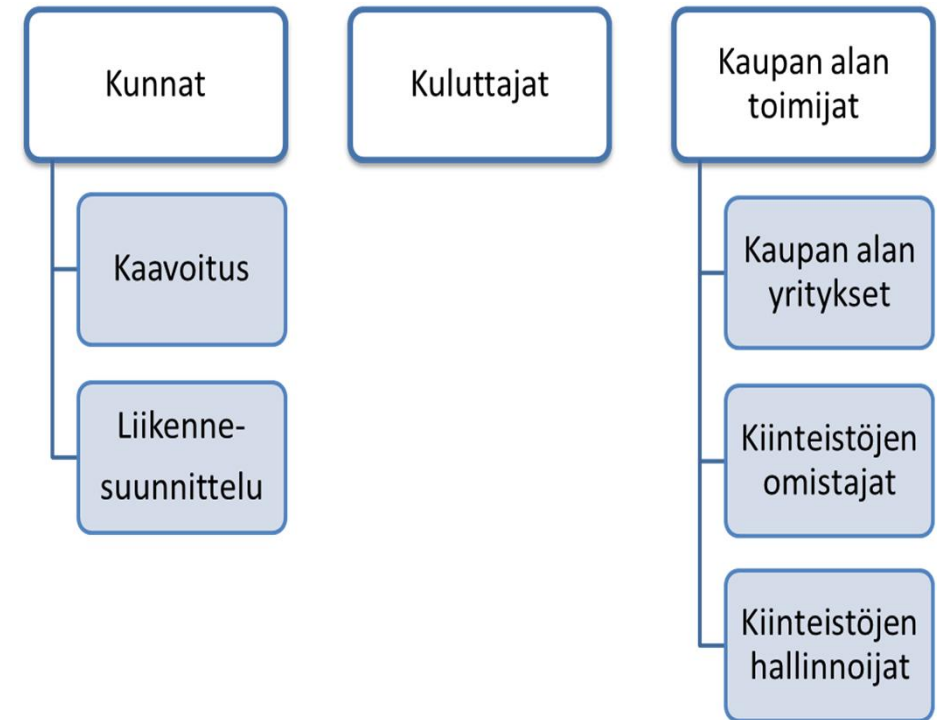 Kunnat
Kaavoitus
Liikenne-
suunnittelu
Kuluttajat
Kaupan alan
toimijat
Kaupan alan
yritykset
Kiinteistöjen
omistajat
Kiinteistöjen
hallinnoijat